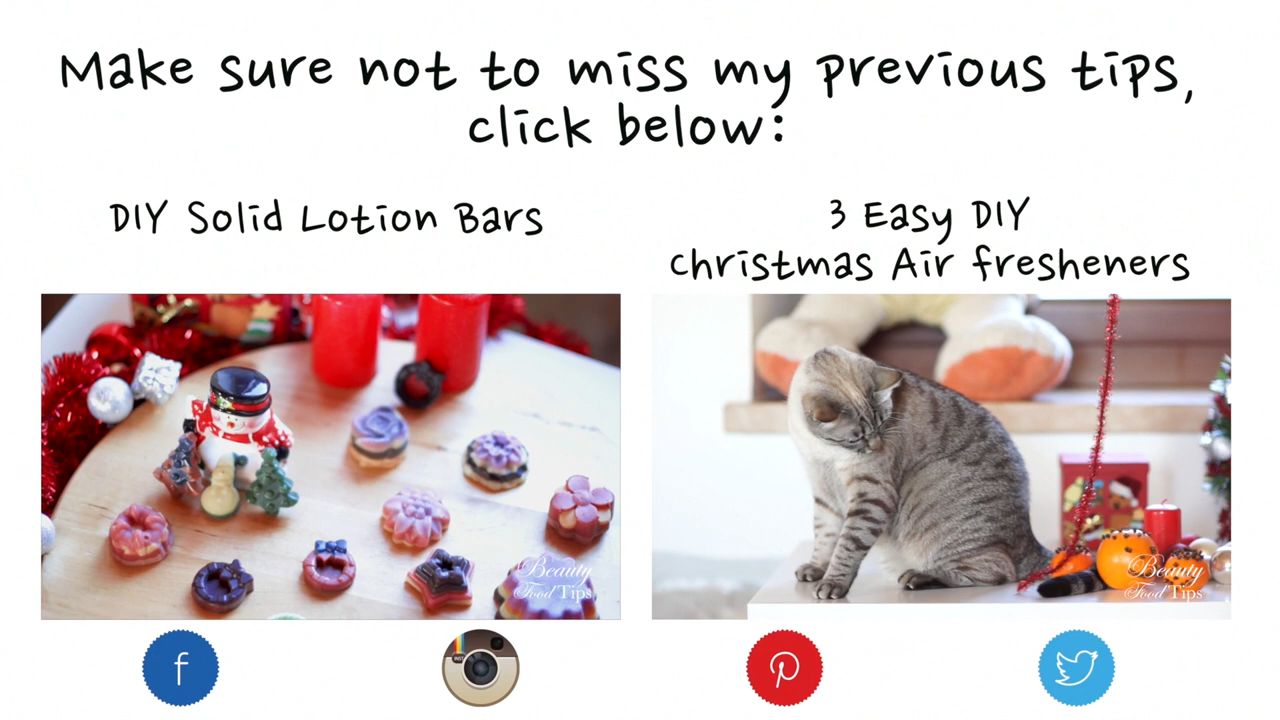 Make sure not to miss my previous tips,
click below:
DIY Solid Lotion Bars
3 Easy DIY
christmas Air fresheners
Beauty
Food Tips
Beauty
Food Tips
f
INST